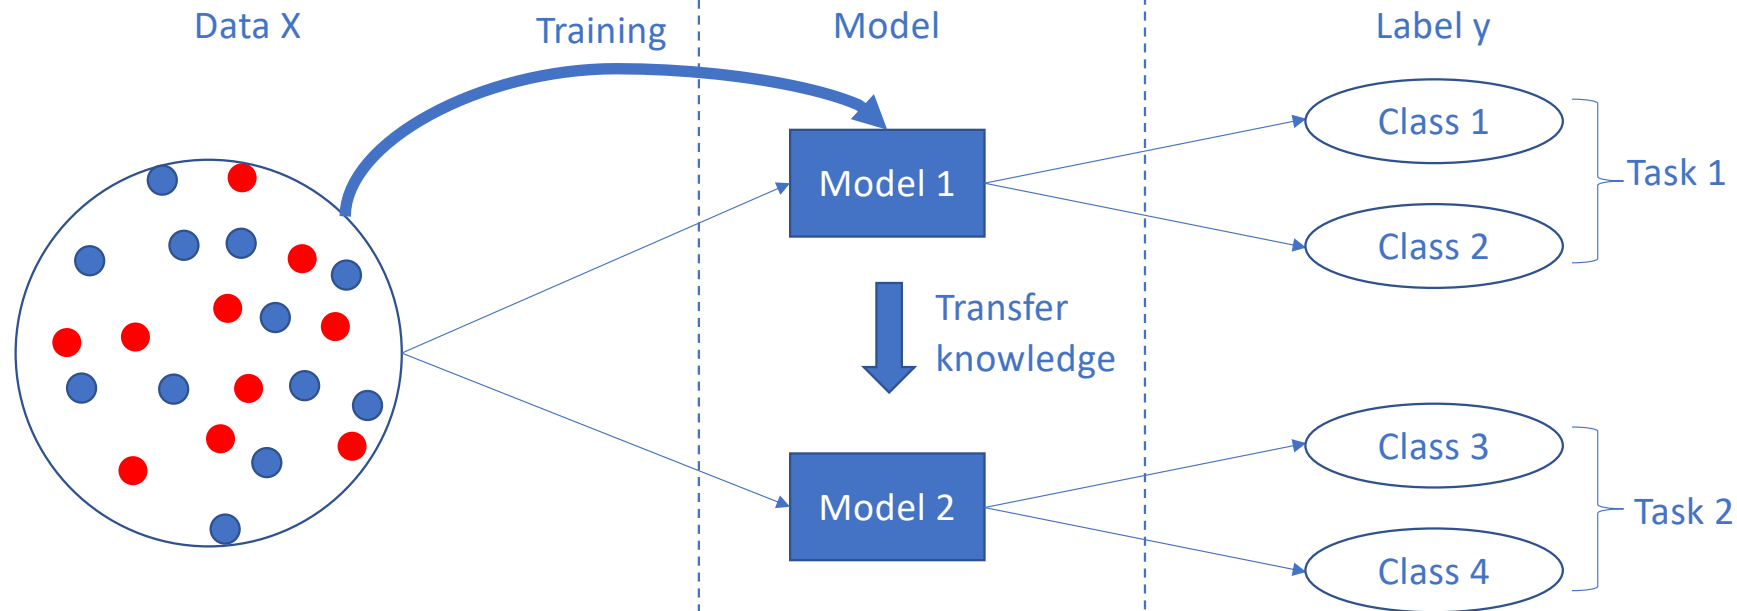 Data X
Training
Model
Label y
Model 1
Class 1
Class 2
Task 1
Transfer
knowledge
Model 2
Class 3
Class 4
Task 2